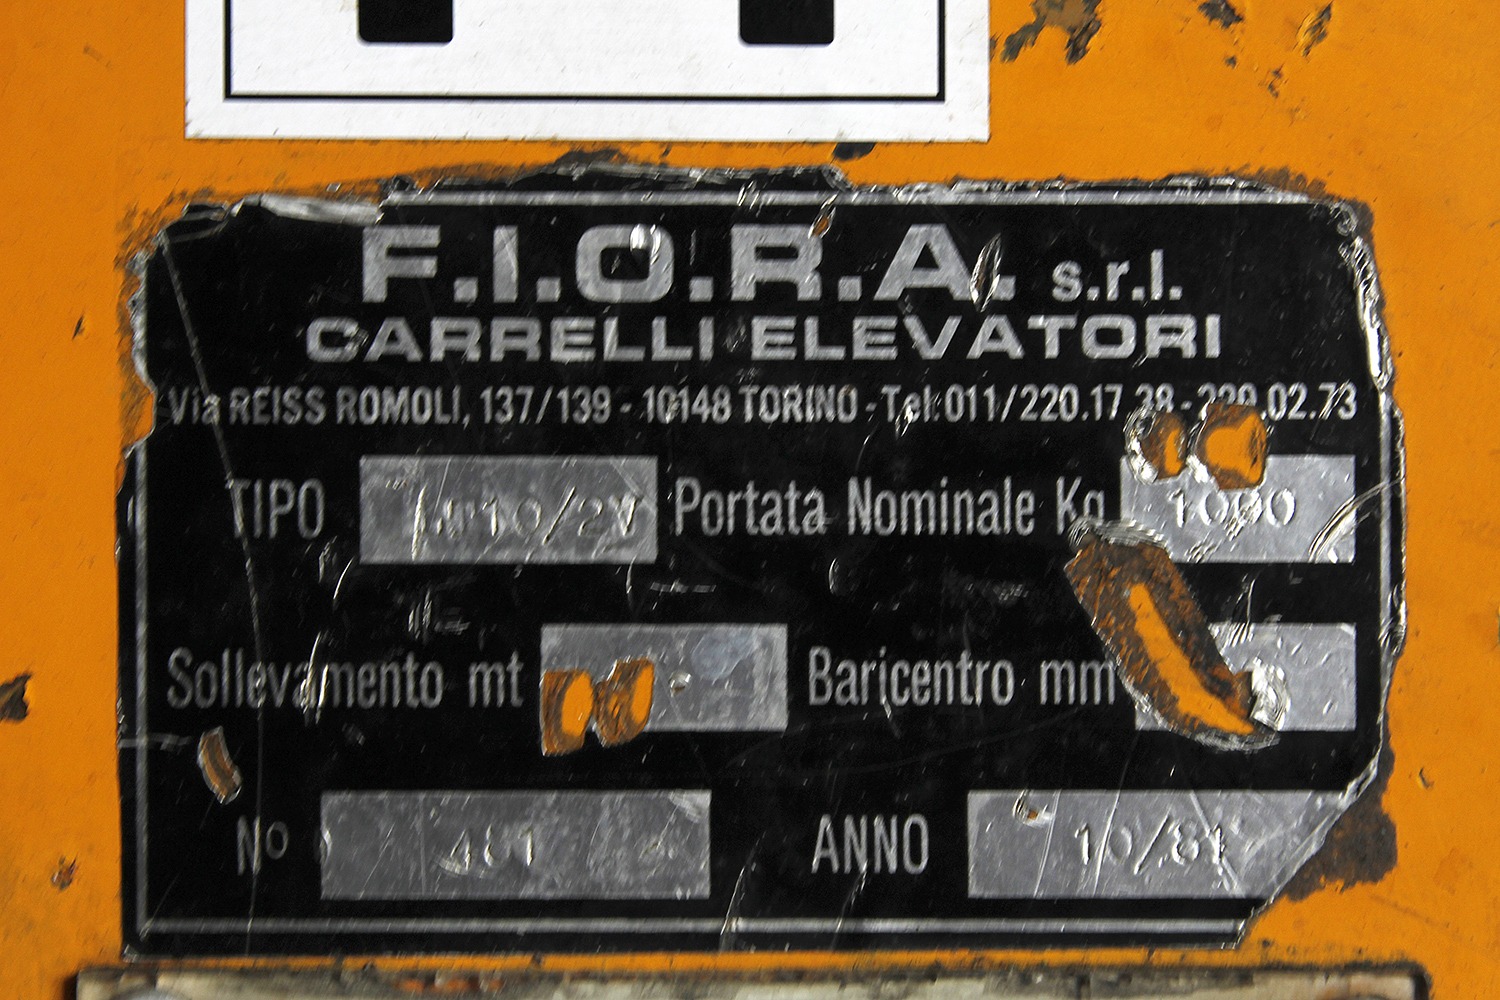 F.I.O.R.A. s.r.l.
CARRELLI ELEVATORI
Via REISS ROMOLI, 137/139 - 10148 TORINO - Tel. 011/220.17.38 - 220.02.73
TIPO Portata Nominale Kg 1000
Sollevamento mt Baricentro mm
Nº 481 ANNO 10/81